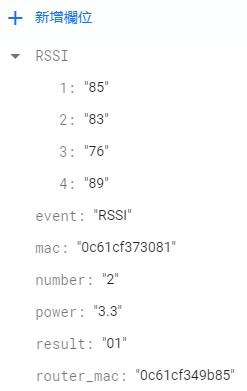 + 新增欄位
RSSI
1: "85"
2: "83"
3: "76"
4: "89"
event: "RSSI"
mac: "0c61cf373081"
number: "2"
power: "3.3"
result: "01"
router_mac: "0c61cf349b85"